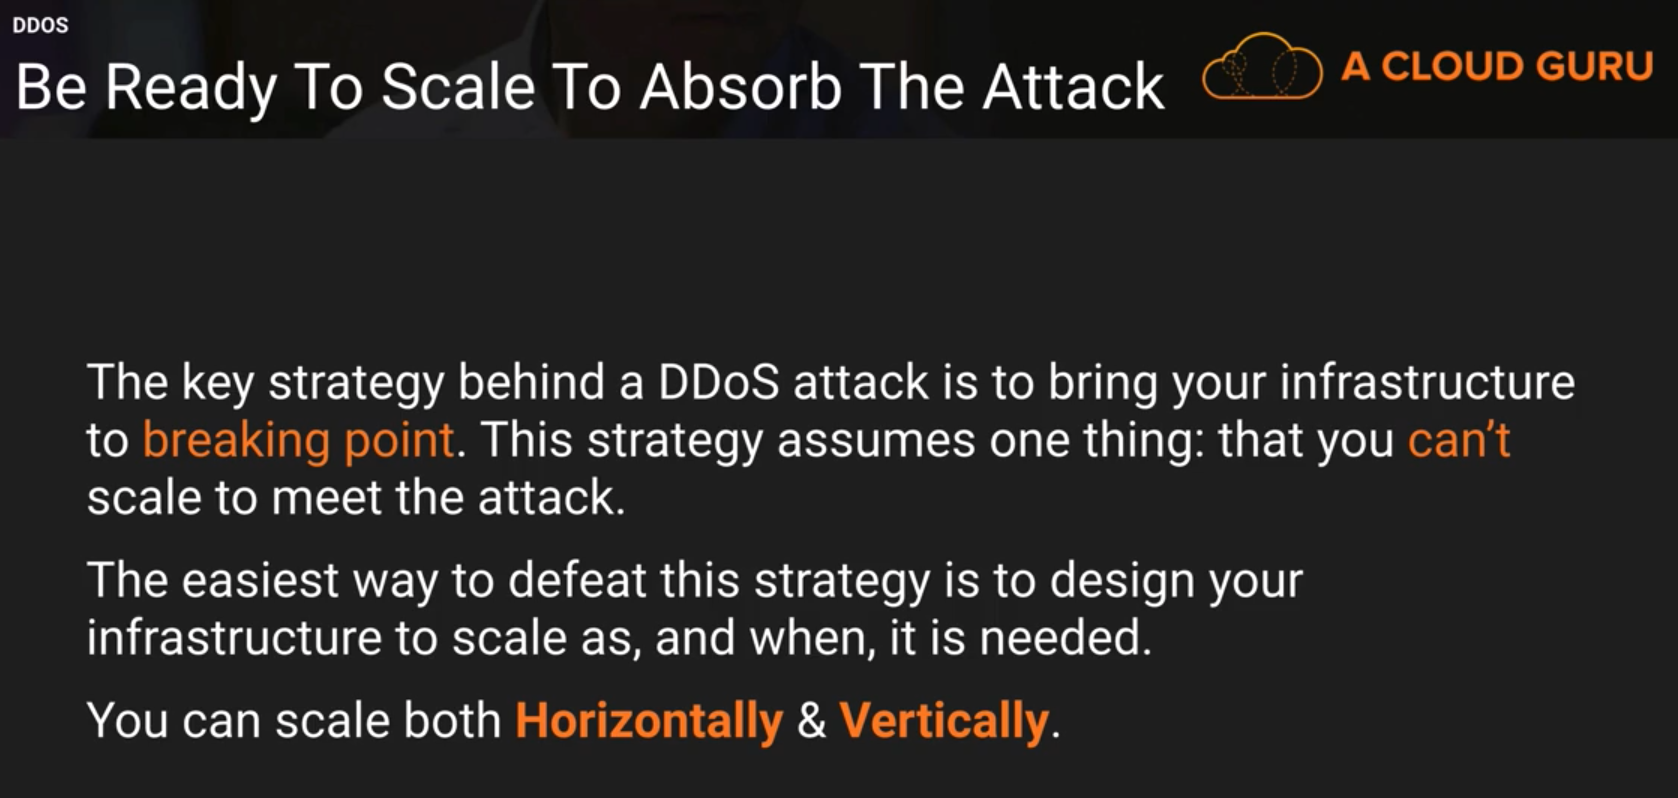 DDOS
Be Ready To Scale To Absorb The Attack
A CLOUD GURU
The key strategy behind a DDoS attack is to bring your infrastructure
to breaking point. This strategy assumes one thing: that you can't
scale to meet the attack.
The easiest way to defeat this strategy is to design your
infrastructure to scale as, and when, it is needed.
You can scale both Horizontally & Vertically.